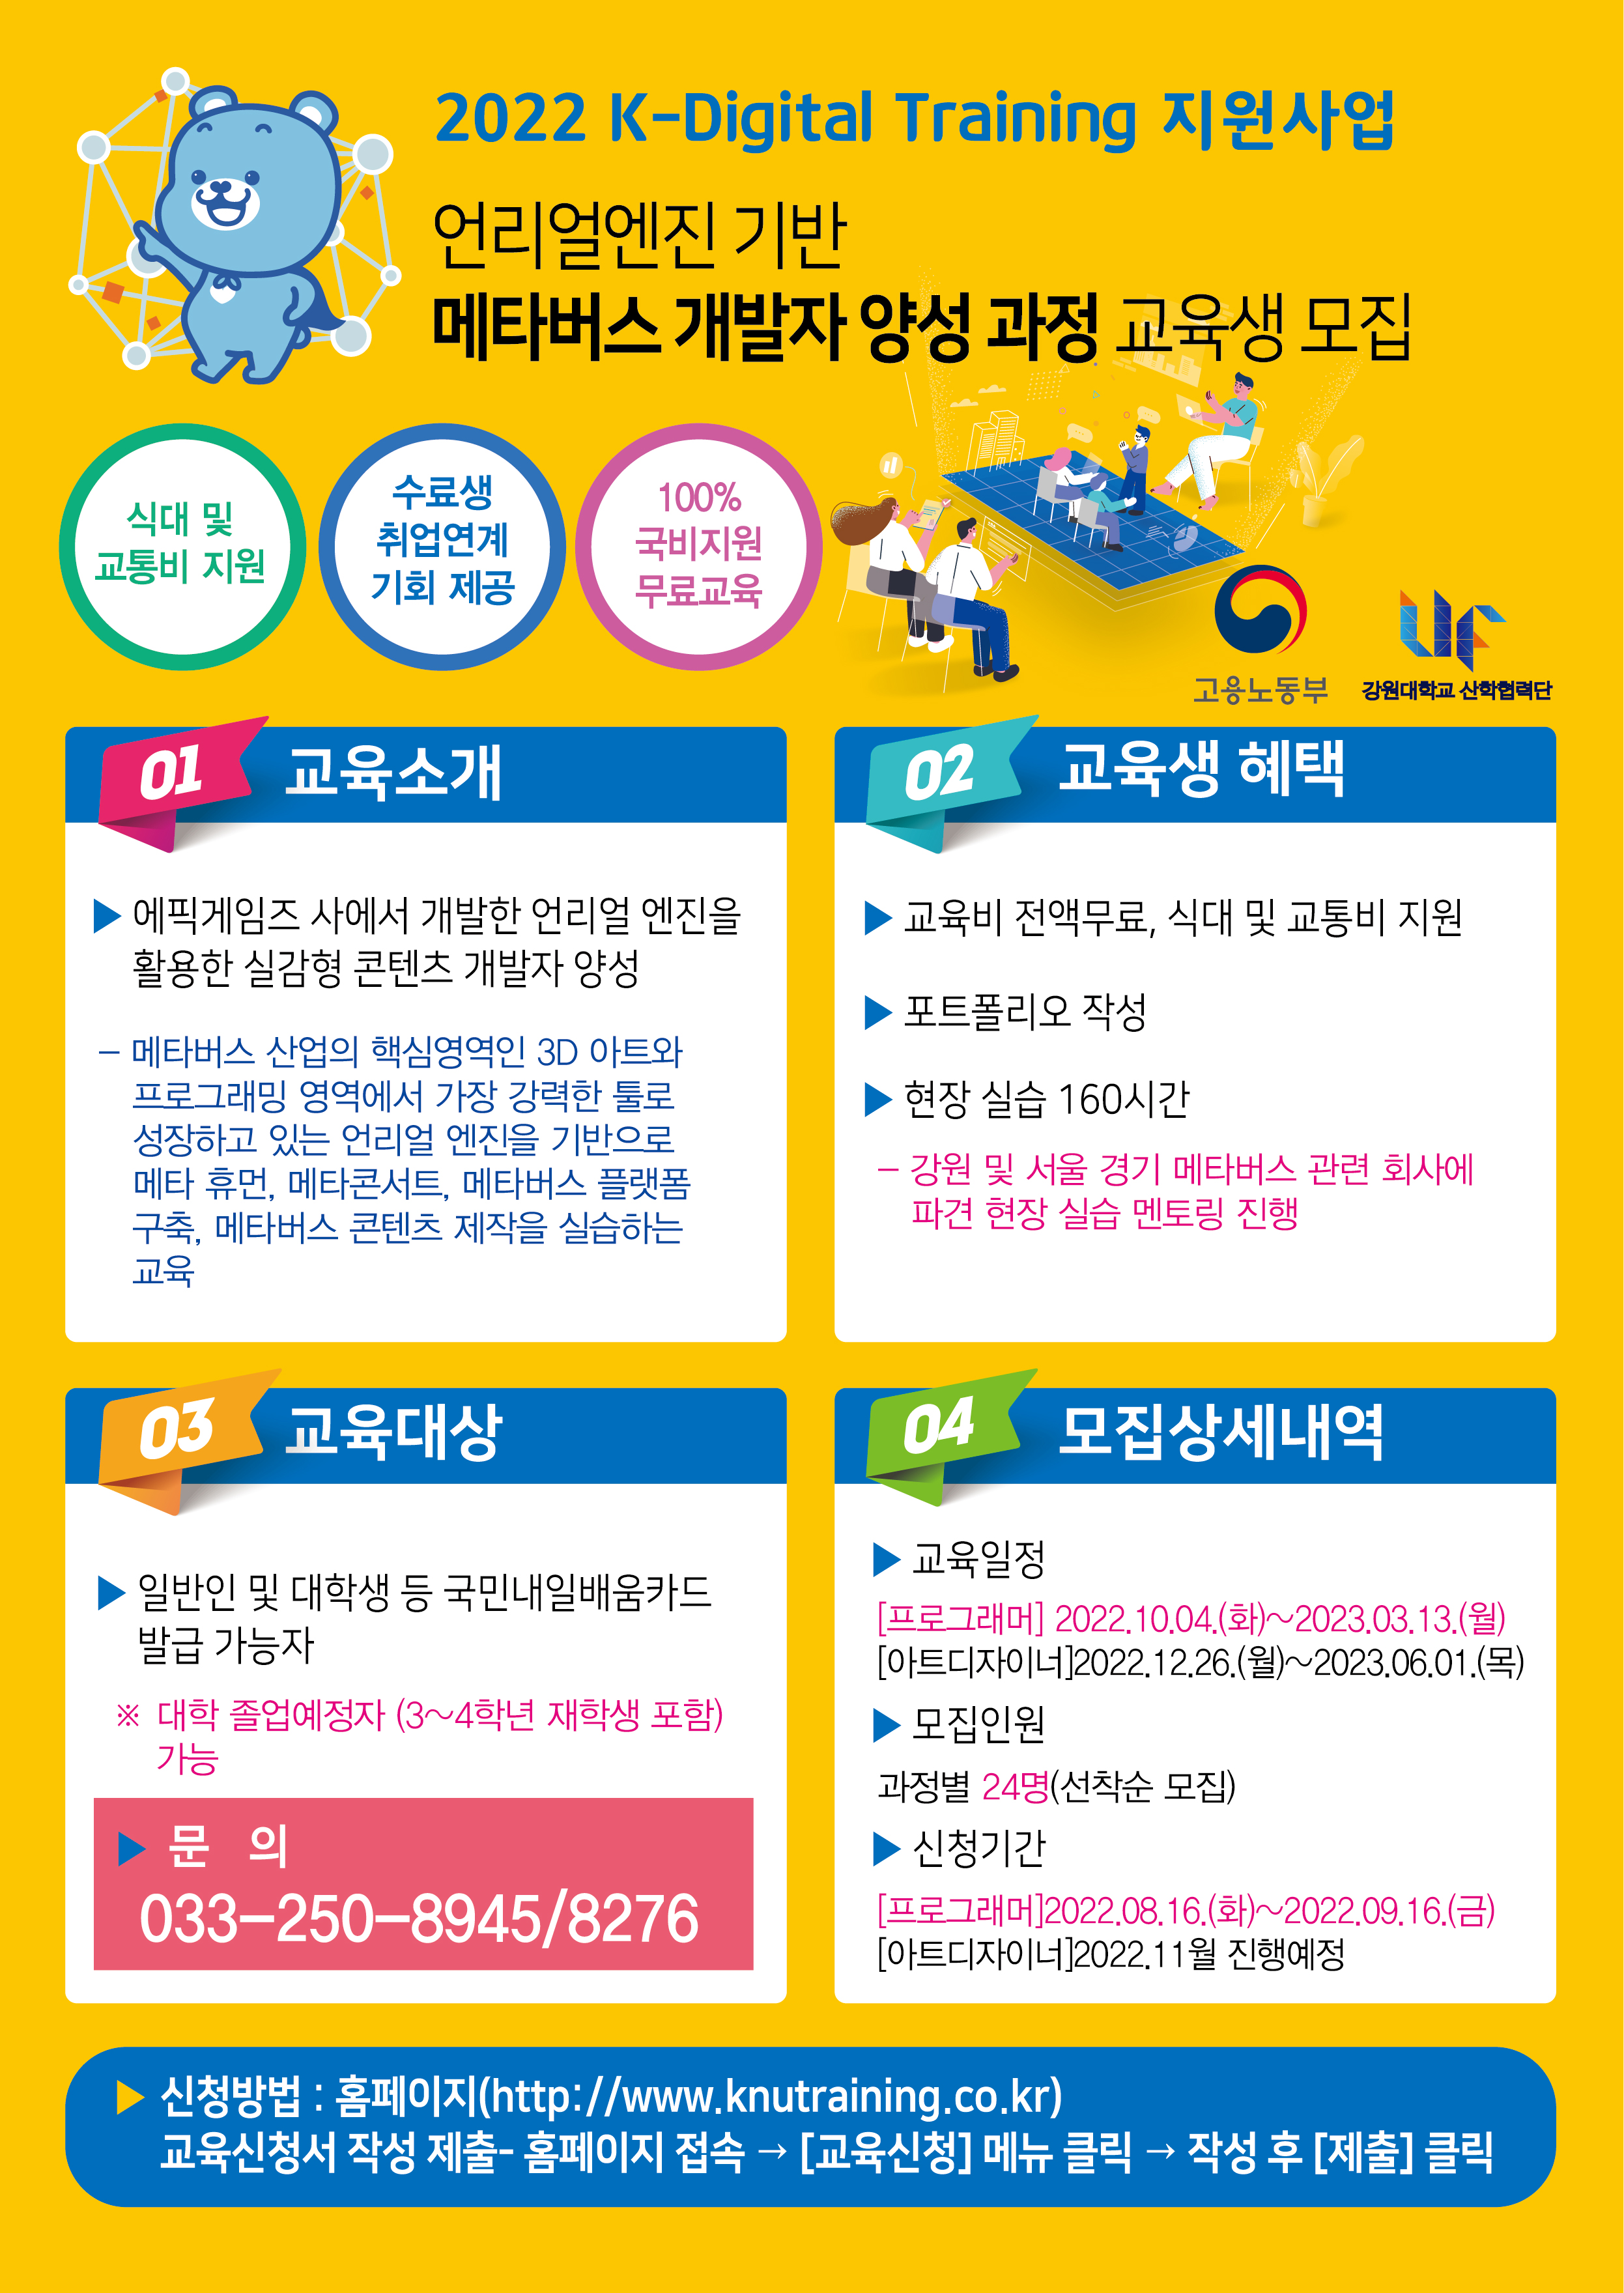 2022 K-Digital Training 지원사업
언리얼엔진 기반
메타버스 개발자 양성 과정 교육생 모집
식대 및
교통비 지원
수료생
취업연계
기회 제공
100%
국비지원
무료교육
고용노동부
강원대학교 산학협력단
01 교육소개
▶ 에픽게임즈 사에서 개발한 언리얼 엔진을
활용한 실감형 콘텐츠 개발자 양성
- 메타버스 산업의 핵심영역인 3D 아트와
프로그래밍 영역에서 가장 강력한 툴로
성장하고 있는 언리얼 엔진을 기반으로
메타 휴먼, 메타콘서트, 메타버스 플랫폼
구축, 메타버스 콘텐츠 제작을 실습하는
교육
02 교육생 혜택
▶ 교육비 전액무료, 식대 및 교통비 지원
▶ 포트폴리오 작성
▶ 현장 실습 160시간
- 강원 및 서울 경기 메타버스 관련 회사에
파견 현장 실습 멘토링 진행
03 교육대상
▶ 일반인 및 대학생 등 국민내일배움카드
발급 가능자
※ 대학 졸업예정자 (3~4학년 재학생 포함)
가능
▶ 문 의
033-250-8945/8276
04 모집상세내역
▶ 교육일정
[프로그래머] 2022.10.04.(화)~2023.03.13.(월)
[아트디자이너]2022.12.26.(월)~2023.06.01.(목)
▶ 모집인원
과정별 24명(선착순 모집)
▶ 신청기간
[프로그래머]2022.08.16.(화)~2022.09.16.(금)
[아트디자이너]2022.11월 진행예정
▶ 신청방법 : 홈페이지(http://www.knutraining.co.kr)
교육신청서 작성 제출- 홈페이지 접속 → [교육신청] 메뉴 클릭 → 작성 후 [제출] 클릭